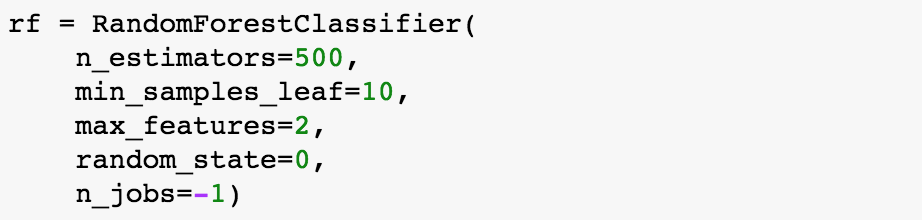 rf = RandomForestClassifier(
    n_estimators=500,
    min_samples_leaf=10,
    max_features=2,
    random_state=0,
    n_jobs=-1)